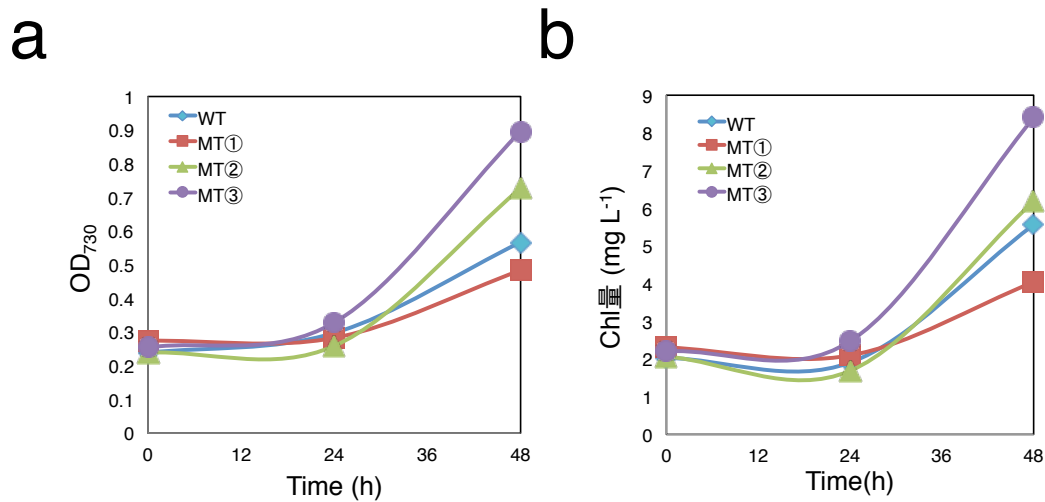 a
1
0.9
0.8
0.7
0.6
0.5
0.4
0.3
0.2
0.1
0
OD730
WT
MT①
MT②
MT③
0 12 24 36 48
Time (h)
b
9
8
7
6
5
4
3
2
1
0
Chl量 (mg L-1)
WT
MT①
MT②
MT③
0 12 24 36 48
Time(h)